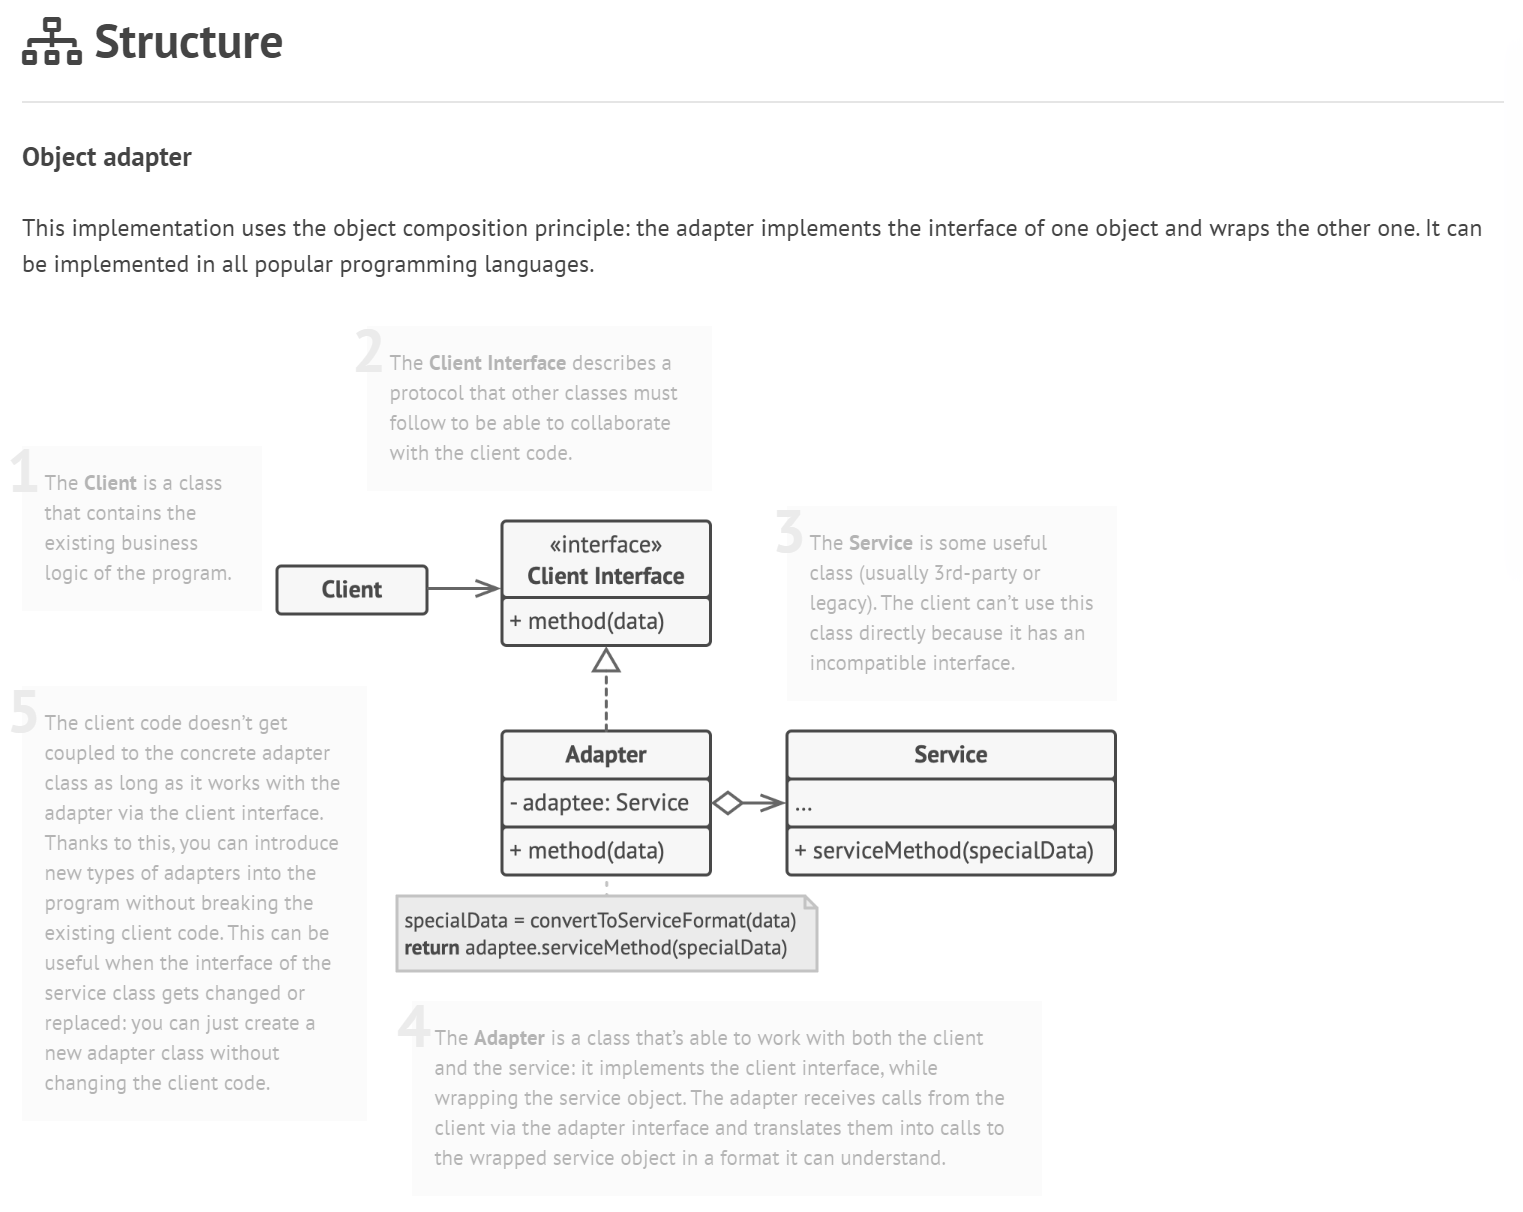 Structure
Object adapter
This implementation uses the object composition principle: the adapter implements the interface of one object and wraps the other one. It can
be implemented in all popular programming languages.
2
The Client Interface describes a
protocol that other classes must
follow to be able to collaborate
with the client code.
1
The Client is a class
that contains the
existing business
logic of the program.
Client
«interface»
Client Interface
+ method(data)
3
The Service is some useful
class (usually 3rd-party or
legacy). The client can’t use this
class directly because it has an
incompatible interface.
5
The client code doesn’t get
coupled to the concrete adapter
class as long as it works with the
adapter via the client interface.
Thanks to this, you can introduce
new types of adapters into the
program without breaking the
existing client code. This can be
useful when the interface of the
service class gets changed or
replaced: you can just create a
new adapter class without
changing the client code.
Adapter
- adaptee: Service
+ method(data)
Service
...
+ serviceMethod(specialData)
specialData = convertToServiceFormat(data)
return adaptee.serviceMethod(specialData)
4
The Adapter is a class that’s able to work with both the client
and the service: it implements the client interface, while
wrapping the service object. The adapter receives calls from the
client via the adapter interface and translates them into calls to
the wrapped service object in a format it can understand.